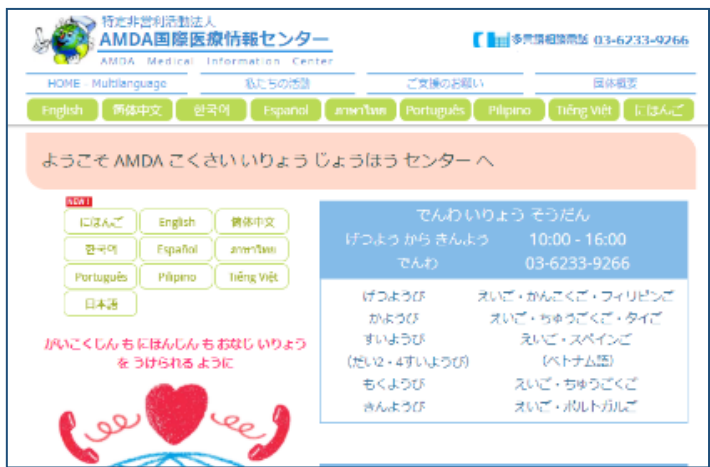 特定非営利活動法人
AMDA国際医療情報センター
AMDA Medical Information Center
多言語相談電話 03-6233-9266
HOME - Multilanguage 私たちの活動 ご支援のお願い 団体概要
English 简体中文 한국어 Espanol ภาษาไทย Português Pilipino Tiếng Việt にほんご
ようこそ AMDA こくさい いりょう じょうほう センター へ
NEW!
にほんご English 简体中文
한국어 Español ภาษาไทย
Português Pilipino Tiếng Việt
日本語
がいこくじん も にほんじん も おなじ いりょう
を うけられる ように
でんわ いりょう そうだん
げつよう から きんよう 10:00 - 16:00
でんわ 03-6233-9266
げつようび えいご・かんこくご・フィリピンご
かようび えいご・ちゅうごくご・タイご
すいようび えいご・スペインご
(だい2・4すいようび) (ベトナム語)
もくようび えいご・ちゅうごくご
きんようび えいご・ポルトガルご